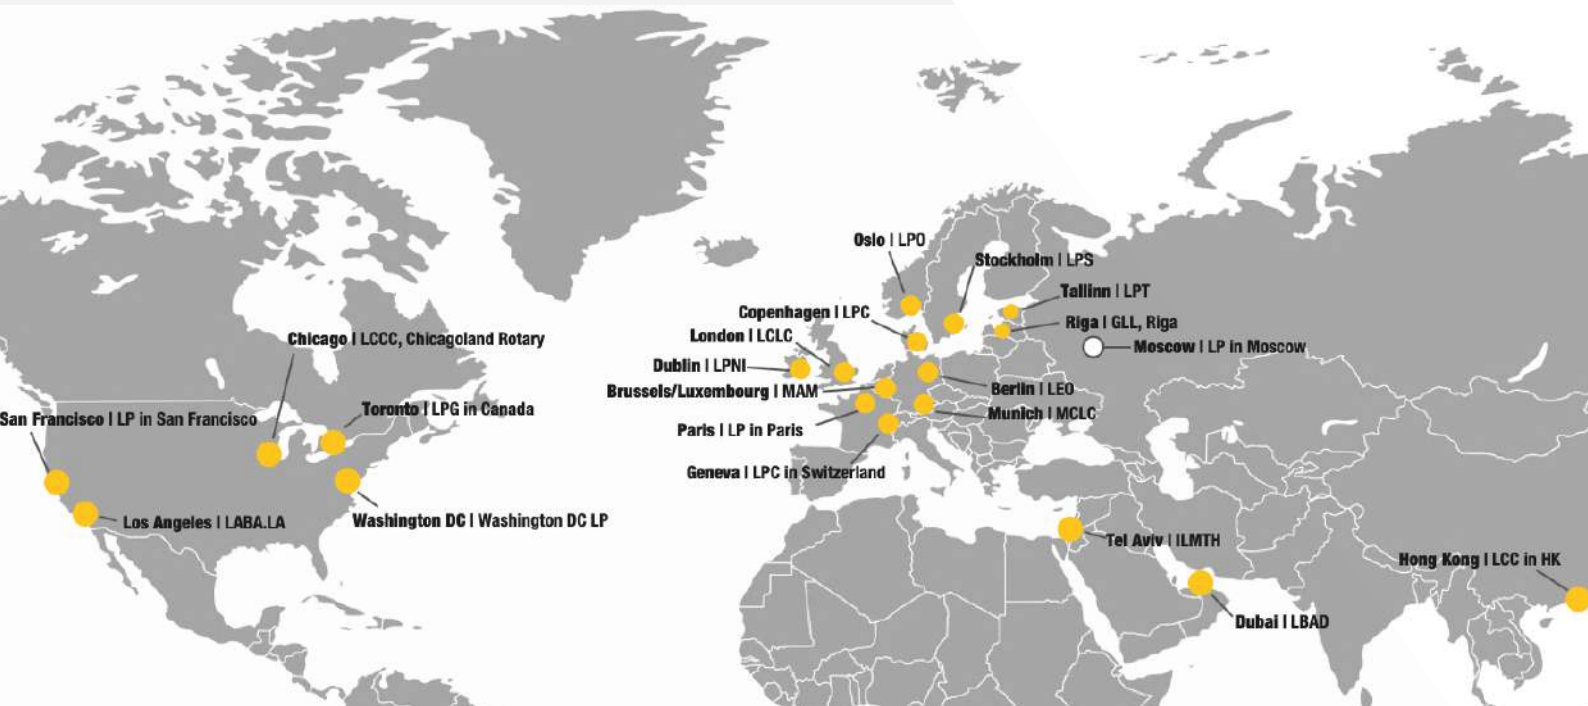 Oslo | LPO
Stockholm | LPS
Tallinn | LPT
Copenhagen | LPC
Riga | GLL, Riga
London | LCLC
Chicago | LCCC, Chicagoland Rotary
Moscow | LP in Moscow
Dublin | LPNI
Brussels/Luxembourg | MAM
Berlin | LEO
Toronto | LPG in Canada
Munich | MCLC
San Francisco | LP in San Francisco
Paris | LP in Paris
Geneva | LPC in Switzerland
Los Angeles | LABA.LA
Washington DC | Washington DC LP
Tel Aviv | ILMTH
Hong Kong | LCC in HK
Dubai | LBAD